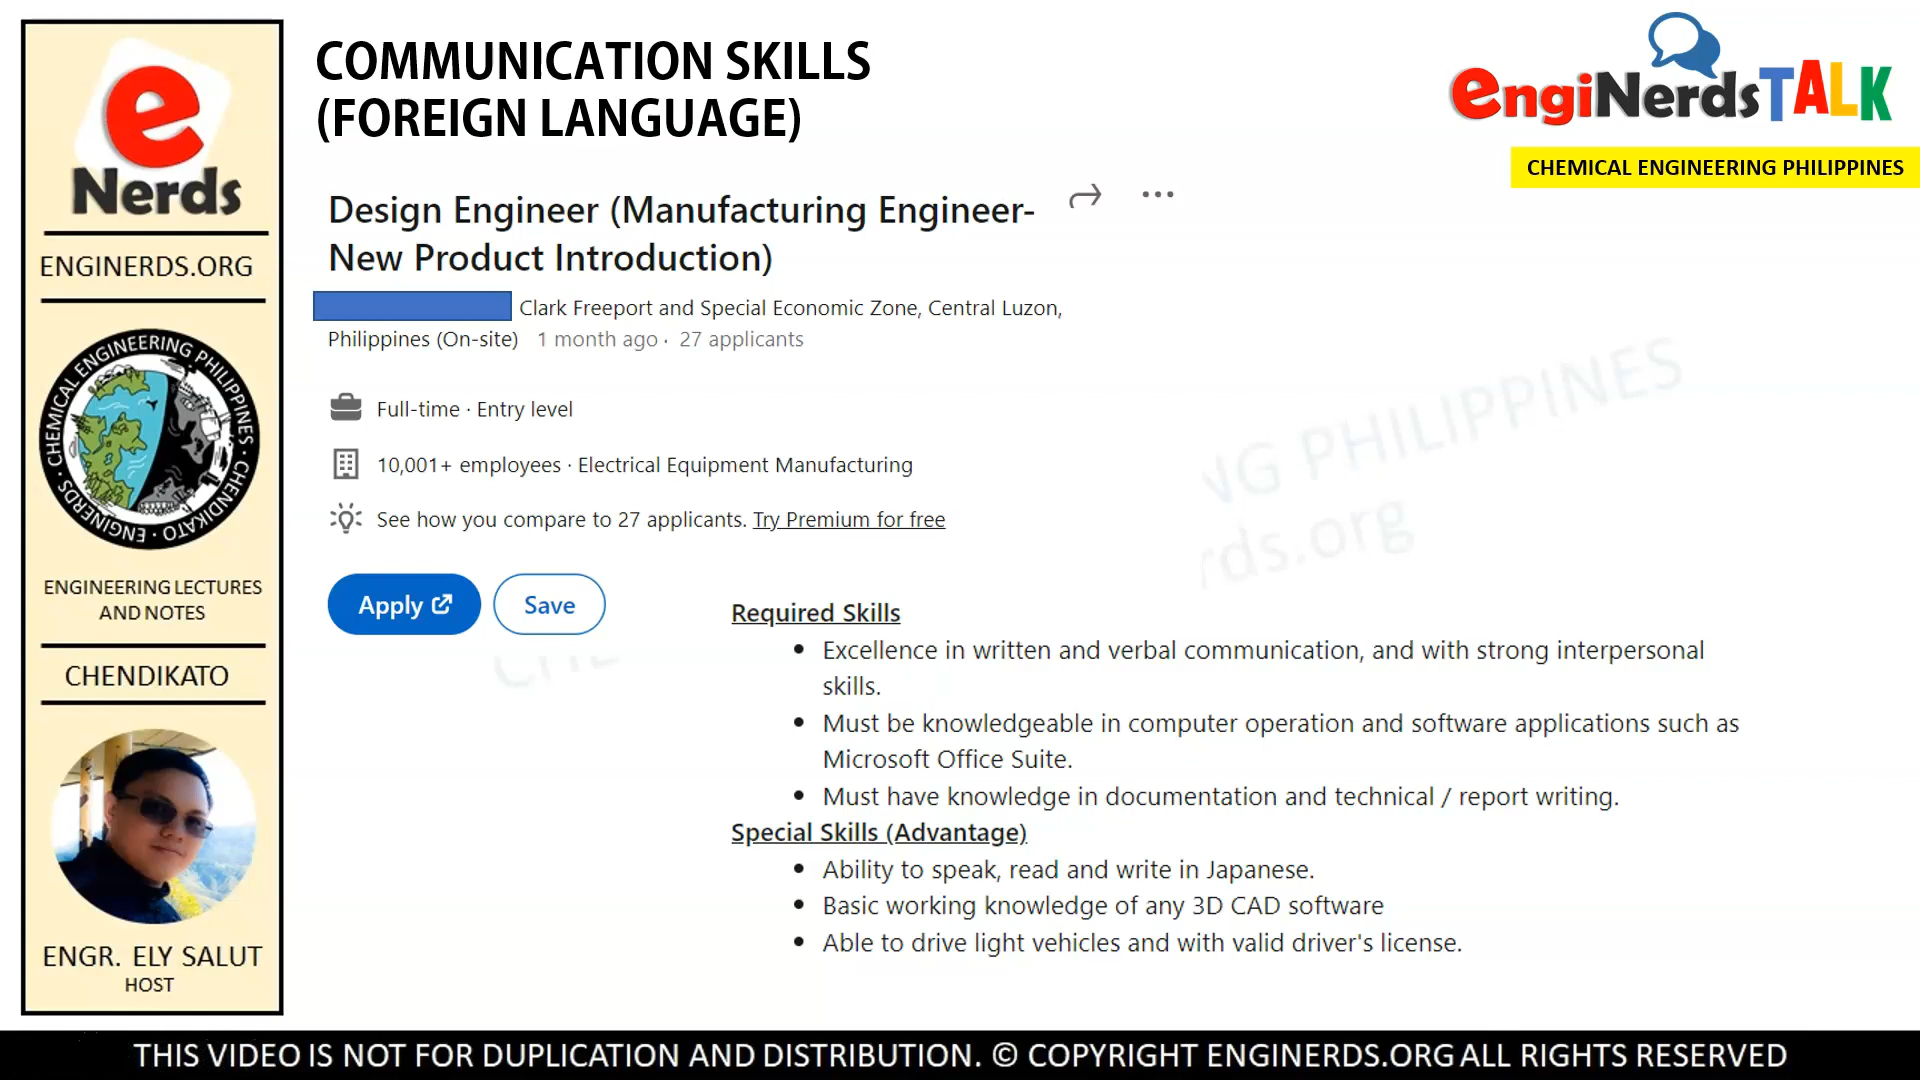 e
Nerds
ENGINERDS.ORG
CHEMICAL ENGINEERING PHILIPPINES · CHENDIKATO · ENGINERDS ·
ENGINEERING LECTURES
AND NOTES
CHENDIKATO
ENGR. ELY SALUT
HOST
COMMUNICATION SKILLS
(FOREIGN LANGUAGE)
engiNerdsTALK
CHEMICAL ENGINEERING PHILIPPINES
Design Engineer (Manufacturing Engineer-
New Product Introduction)
Clark Freeport and Special Economic Zone, Central Luzon,
Philippines (On-site) 1 month ago · 27 applicants
Full-time · Entry level
10,001+ employees · Electrical Equipment Manufacturing
See how you compare to 27 applicants. Try Premium for free
Apply
Save
NG PHILIPPINES
rds.org
Required Skills
• Excellence in written and verbal communication, and with strong interpersonal
skills.
• Must be knowledgeable in computer operation and software applications such as
Microsoft Office Suite.
• Must have knowledge in documentation and technical / report writing.
Special Skills (Advantage)
• Ability to speak, read and write in Japanese.
• Basic working knowledge of any 3D CAD software
• Able to drive light vehicles and with valid driver's license.
THIS VIDEO IS NOT FOR DUPLICATION AND DISTRIBUTION. © COPYRIGHT ENGINERDS.ORG ALL RIGHTS RESERVED